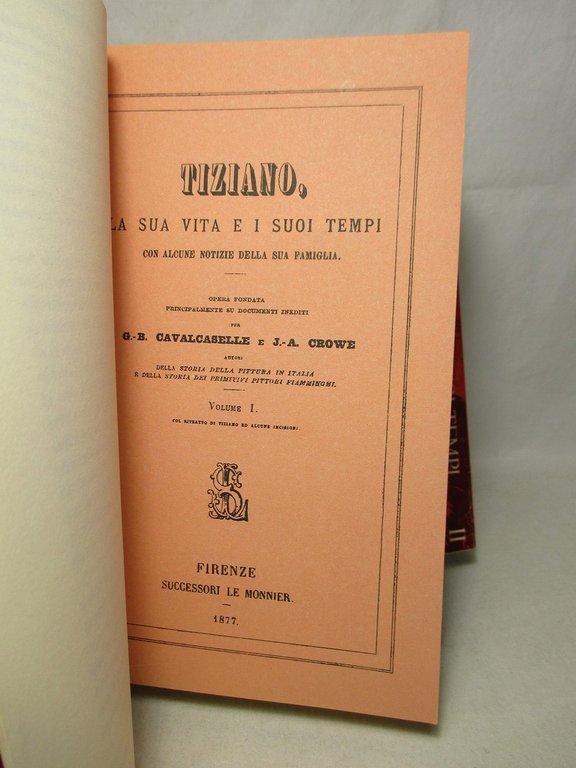 TIZIANO,
LA SUA VITA E I SUOI TEMPI
CON ALCUNE NOTIZIE DELLA SUA FAMIGLIA.
OPERA FONDATA
PRINCIPALMENTE SU DOCUMENTI INEDITI
PER
G.-B. CAVALCASELLE E J.-A. CROWE
AUTORI
DELLA STORIA DELLA PITTURA IN ITALIA
E DELLA STORIA DEI PRIMITIVI PITTORI FIAMMINGHI.
VOLUME I.
COL RITRATTO DI TIZIANO ED ALCUNE INCISIONI
FIRENZE
SUCCESSORI LE MONNIER.
1877.
TEMPI
II